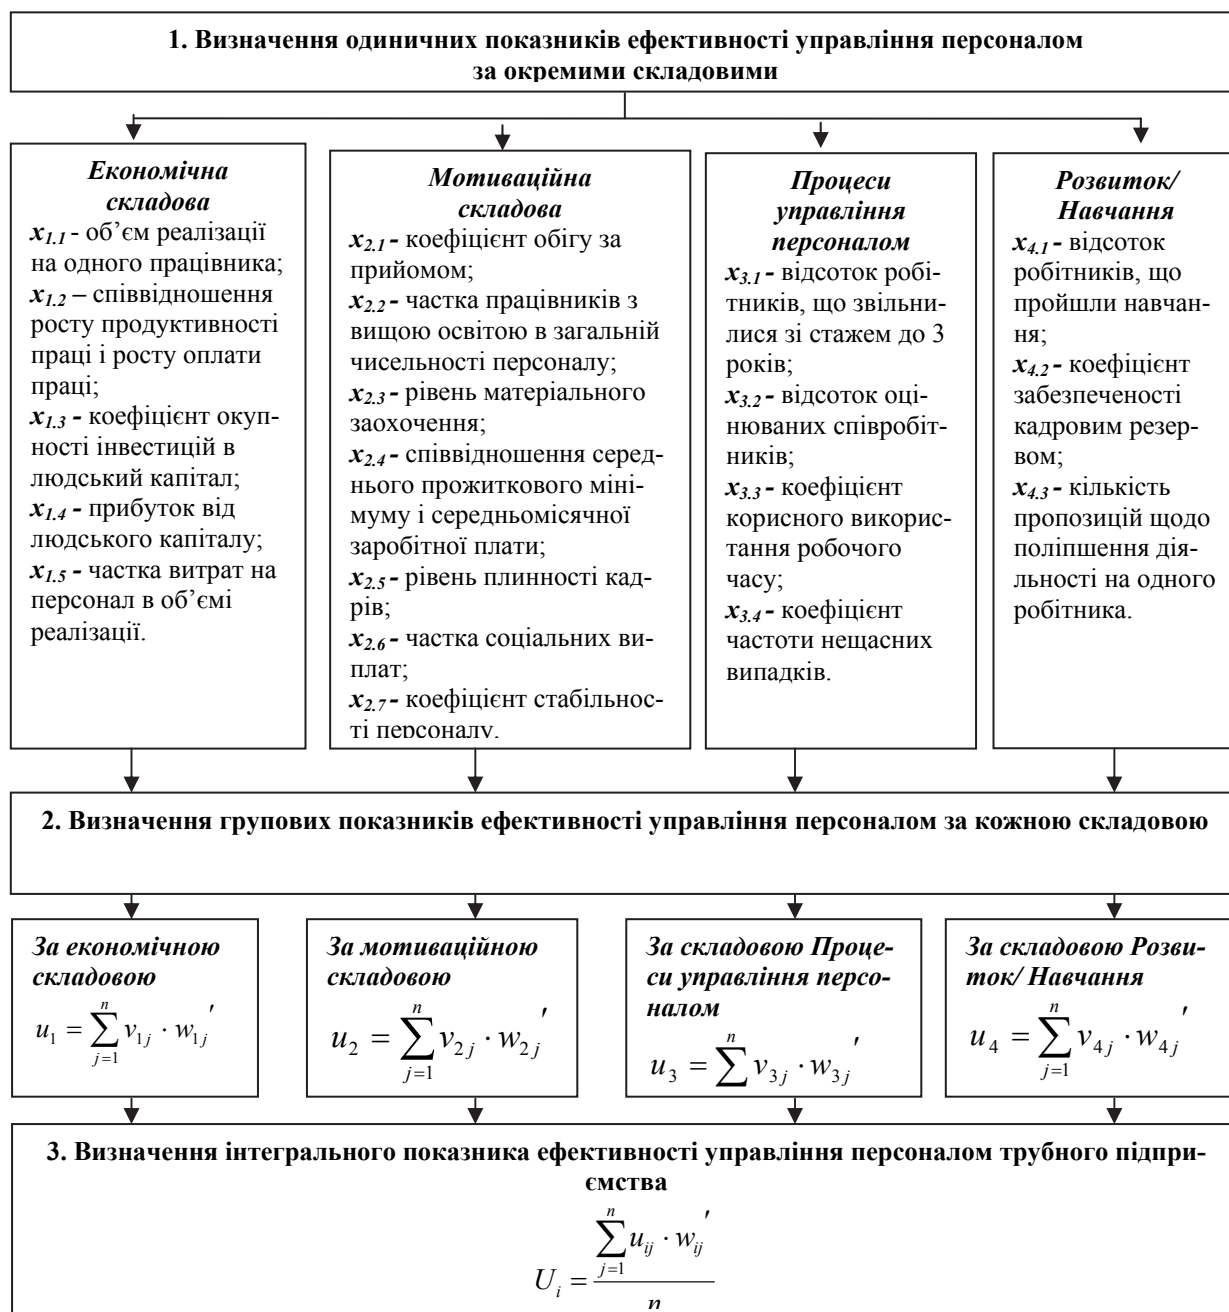 1. Визначення одиничних показників ефективності управління персоналом
за окремими складовими
Економічна
складова
x1.1 - об’єм реалізації
на одного працівника;
x1.2 – співвідношення
росту продуктивності
праці і росту оплати
праці;
x1.3 - коефіцієнт окуп-
ності інвестицій в
людський капітал;
x1.4 - прибуток від
людського капіталу;
x1.5 - частка витрат на
персонал в об’ємі
реалізації.
Мотиваційна
складова
x2.1 - коефіцієнт обігу за
прийомом;
x2.2 - частка працівників з
вищою освітою в загальній
чисельності персоналу;
x2.3 - рівень матеріального
заохочення;
x2.4 - співвідношення серед-
нього прожиткового міні-
муму і середньомісячної
заробітної плати;
x2.5 - рівень плинності кад-
рів;
x2.6 - частка соціальних ви-
плат;
x2.7 - коефіцієнт стабільнос-
ті персоналу.
Процеси
управління
персоналом
x3.1 - відсоток робі-
тників, що звільни-
лися зі стажем до 3
років;
x3.2 - відсоток оці-
нюваних співробіт-
ників;
x3.3 - коефіцієнт
корисного викорис-
тання робочого
часу;
x3.4 - коефіцієнт
частоти нещасних
випадків.
Розвиток/
Навчання
x4.1 - відсоток
робітників, що
пройшли навчан-
ня;
x4.2 - коефіцієнт
забезпеченості
кадровим резер-
вом;
x4.3 - кількість
пропозицій щодо
поліпшення дія-
льності на одного
робітника.
2. Визначення групових показників ефективності управління персоналом за кожною складовою
За економічною
складовою
u1 = ∑ j=1 n v1j · w1j′
За мотиваційною
складовою
u2 = ∑ j=1 n v2j · w2j′
За складовою Проце-
си управління персо-
налом
u3 = ∑ v3j · w3j′
За складовою Розви-
ток/ Навчання
u4 = ∑ j=1 n v4j · w4j′
3. Визначення інтегрального показника ефективності управління персоналом трубного підпри-
ємства
Ui = ∑ j=1 n uij · wij′ / n